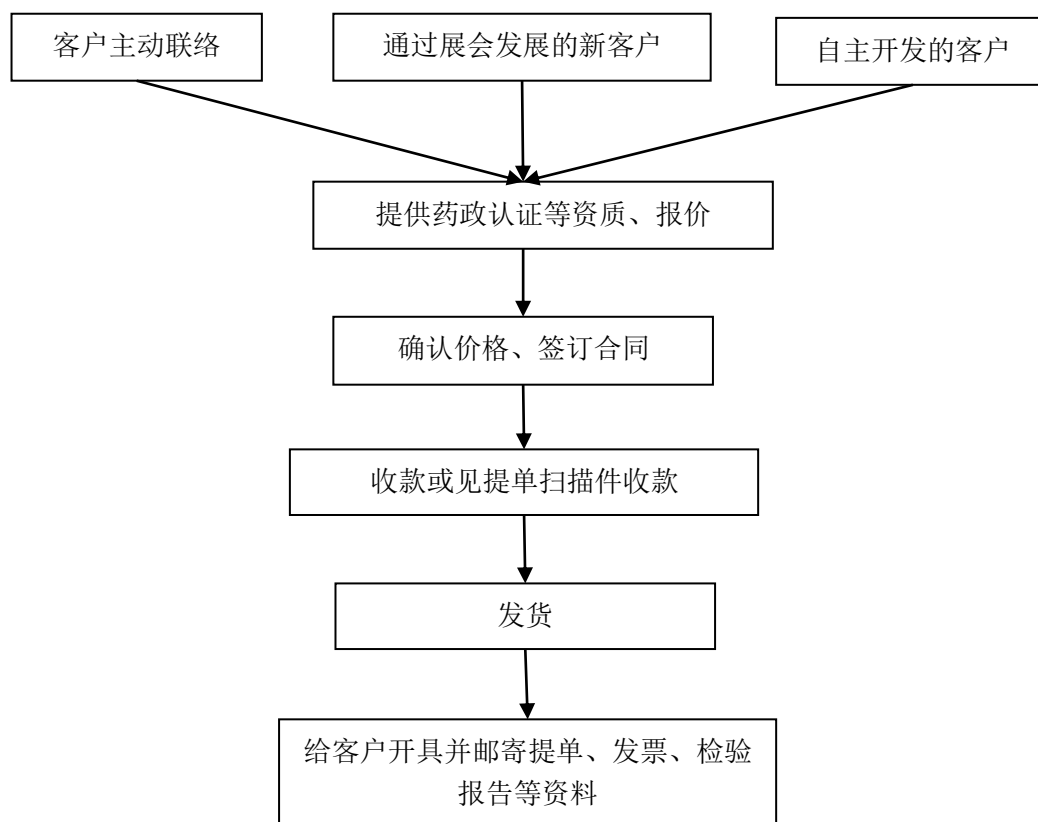 客户主动联络
通过展会发展的新客户
自主开发的客户
提供药政认证等资质、报价
确认价格、签订合同
收款或见提单扫描件收款
发货
给客户开具并邮寄提单、发票、检验
报告等资料